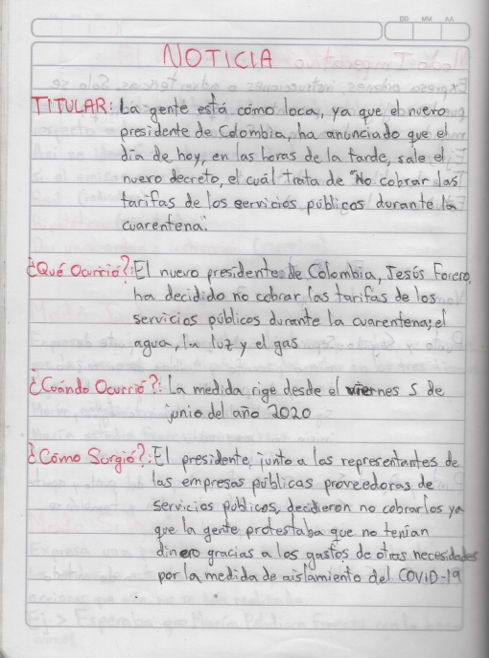 DD MM AA
NOTICIA
TITULAR: La gente está cómo loca, ya que el nuevo
presidente de Colombia, ha anunciado que el
día de hoy, en las horas de la tarde, sale el
nuevo decreto, el cuál trata de "No cobrar las
tarifas de los servicios públicos durante la
cuarentena".
¿Qué Ocurrió?: El nuevo presidente de Colombia, Jesús Forero,
ha decidido no cobrar las tarifas de los
servicios públicos durante la cuarentena; el
agua, la luz y el gas
¿Cuándo Ocurrió?: La medida rige desde el viernes 5 de
junio del año 2020
¿Cómo Surgió?: El presidente, junto a los representantes de
las empresas públicas proveedoras de
servicios públicos, decidieron no cobrarlos ya
que la gente protestaba que no tenían
dinero gracias a los gastos de otras necesidades
por la medida de aislamiento del COVID-19